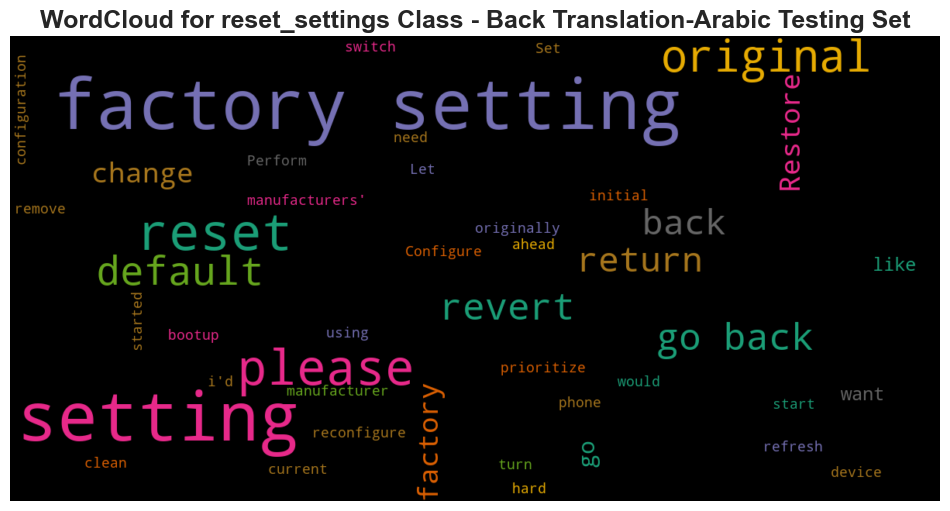 WordCloud for reset_settings Class - Back Translation-Arabic Testing Set
switch
Set
original
configuration
factory setting
Restore
need
Perform
Let
change
manufacturers'
initial
remove
reset
originally
back
Configure
ahead
return
like
default
started
revert
bootup
using
go back
please
prioritize
i'd
manufacturer
would
want
setting
factory
phone
start
reconfigure
go
refresh
clean
current
turn
device
hard